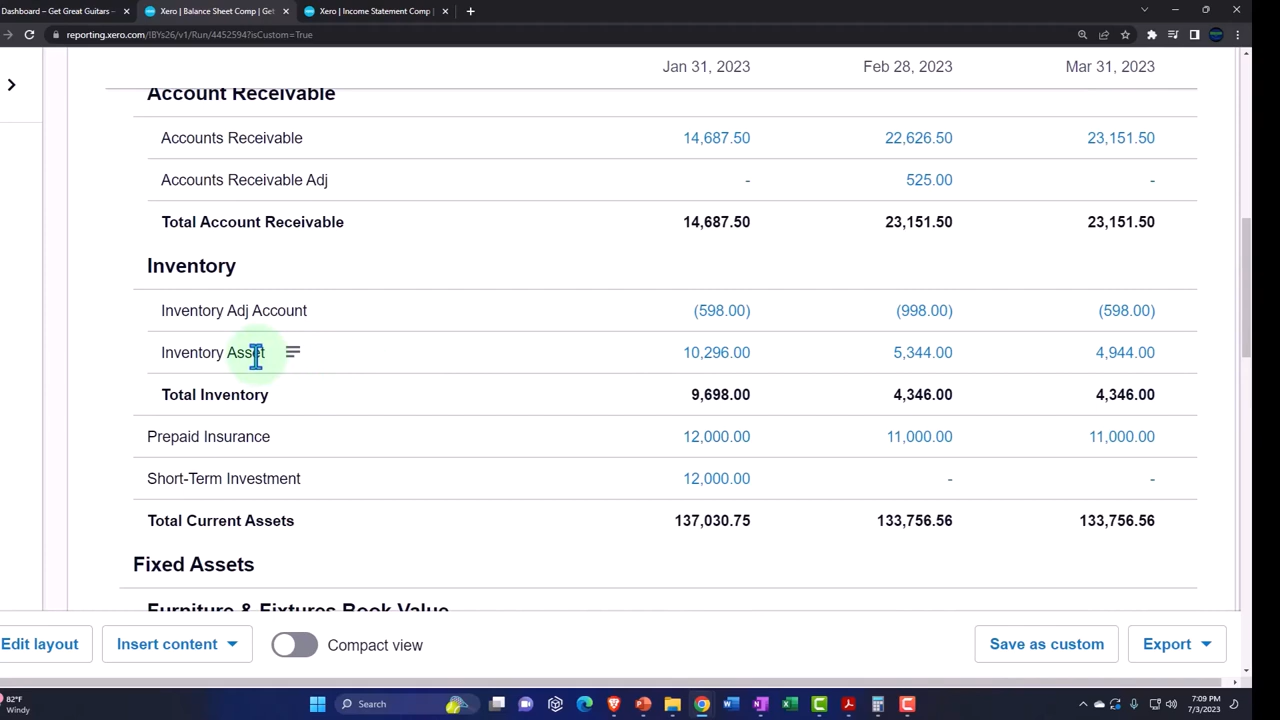 Dashboard – Get Great Guitars –
Xero | Balance Sheet Comp | Get
Xero | Income Statement Comp |
reporting.xero.com/!BYs26/v1/Run/4452594?isCustom=True
Jan 31, 2023 Feb 28, 2023 Mar 31, 2023
Account Receivable
Accounts Receivable 14,687.50 22,626.50 23,151.50
Accounts Receivable Adj - 525.00 -
Total Account Receivable 14,687.50 23,151.50 23,151.50
Inventory
Inventory Adj Account (598.00) (998.00) (598.00)
Inventory Asset 10,296.00 5,344.00 4,944.00
Total Inventory 9,698.00 4,346.00 4,346.00
Prepaid Insurance 12,000.00 11,000.00 11,000.00
Short-Term Investment 12,000.00 - -
Total Current Assets 137,030.75 133,756.56 133,756.56
Fixed Assets
Furniture & Fixtures Book Value
Edit layout Insert content Compact view Save as custom Export
82°F
Windy
Search
7:09 PM
7/3/2023